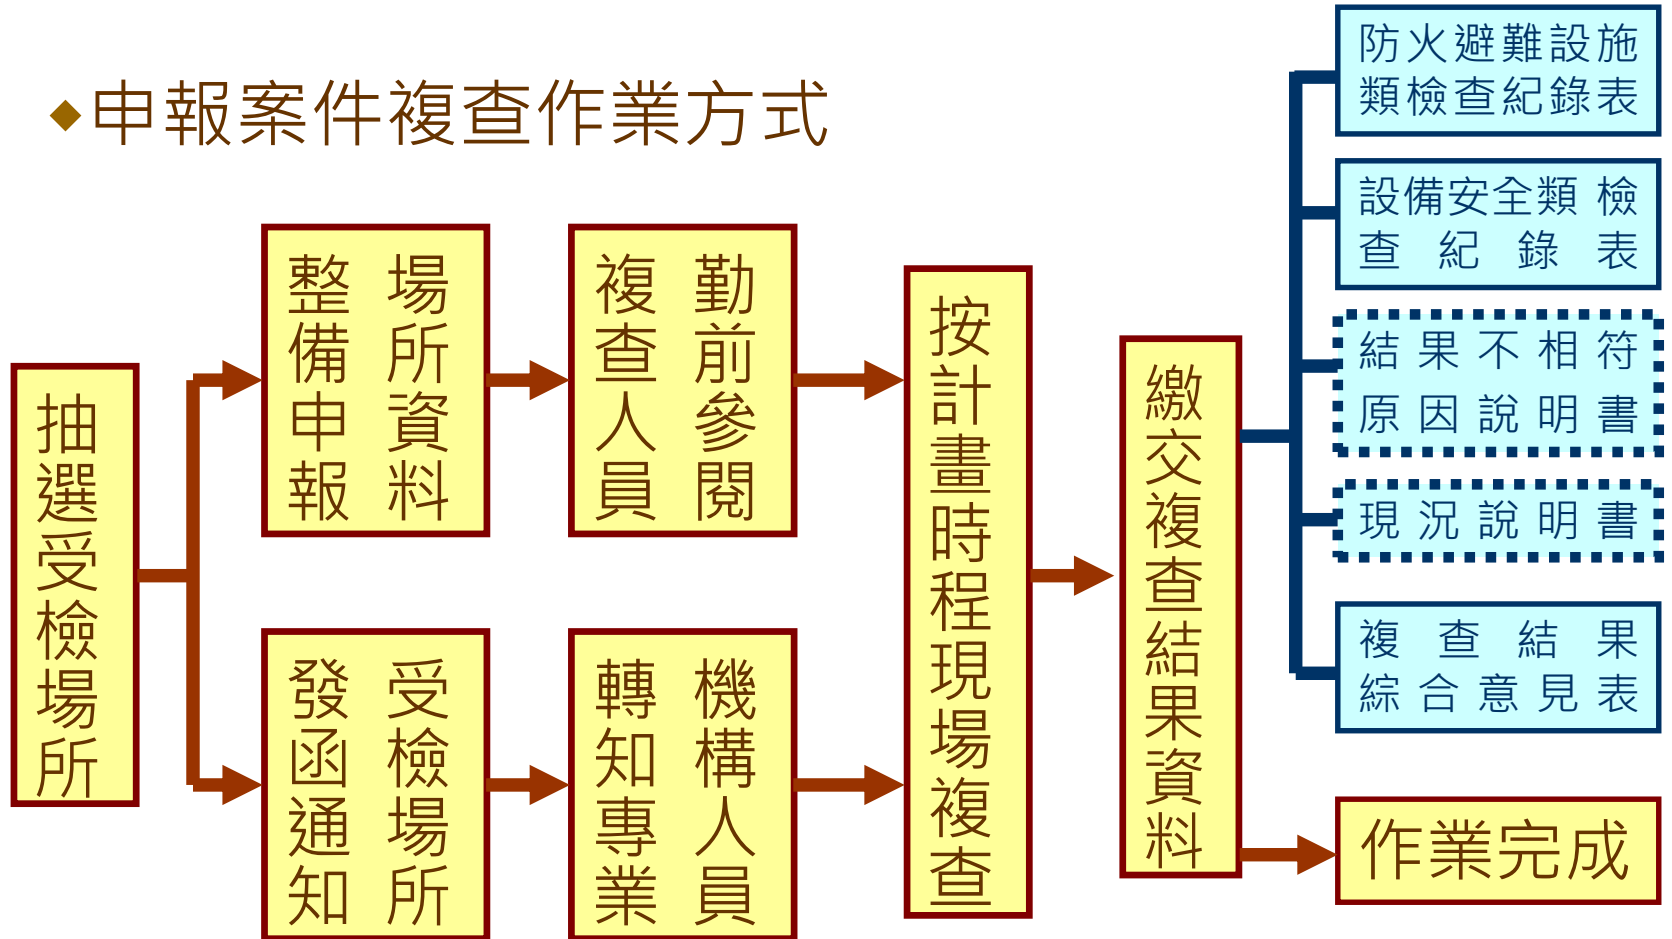 申報案件複查作業方式
抽選受檢場所
整備申報
場所資料
複查人員
勤前參閱
發函通知
受檢場所
轉知專業
機構人員
按計畫時程現場複查
繳交複查結果資料
防火避難設施
類檢查紀錄表
設備安全類檢
查紀錄表
結果不相符
原因說明書
現況說明書
複查結果
綜合意見表
作業完成